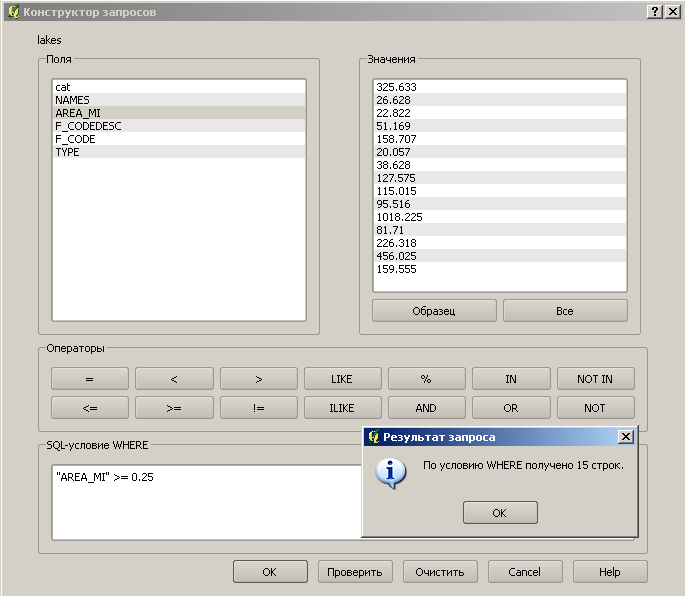 Конструктор запросов
lakes
Поля
cat
NAMES
AREA_MI
F_CODEDESC
F_CODE
TYPE
Значения
325.633
26.628
22.822
51.169
158.707
20.057
38.628
127.575
115.015
95.516
1018.225
81.71
226.318
456.025
159.555
Образец Все
Операторы
= < > LIKE % IN NOT IN
<= >= != ILIKE AND OR NOT
SQL-условие WHERE
"AREA_MI" >= 0.25
Результат запроса
По условию WHERE получено 15 строк.
OK
OK Проверить Очистить Cancel Help